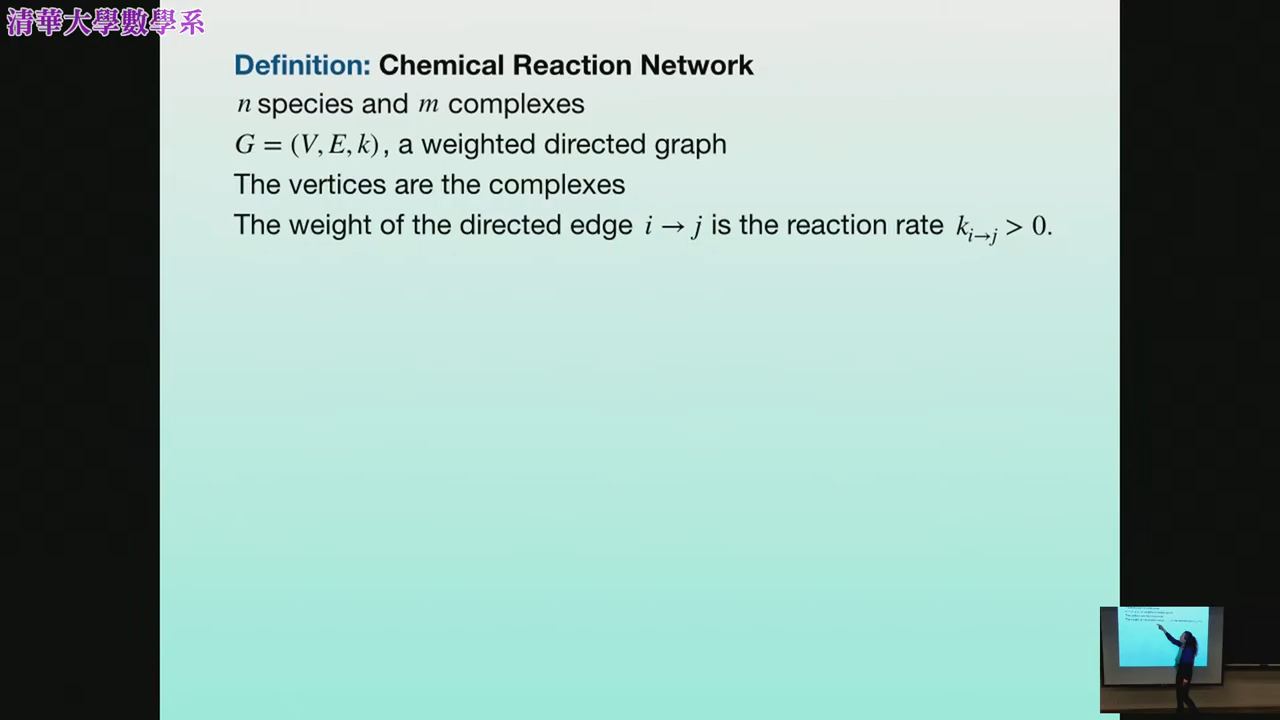 清華大學數學系
Definition: Chemical Reaction Network
n species and m complexes
G = (V, E, k), a weighted directed graph
The vertices are the complexes
The weight of the directed edge i → j is the reaction rate k_{i→j} > 0.